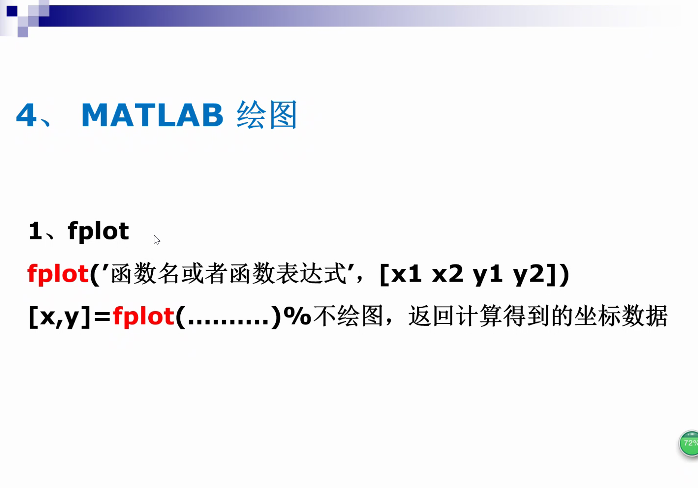 4、 MATLAB 绘图
1、fplot
fplot(’函数名或者函数表达式’，[x1 x2 y1 y2])
[x,y]=fplot(..........)%不绘图，返回计算得到的坐标数据
72%